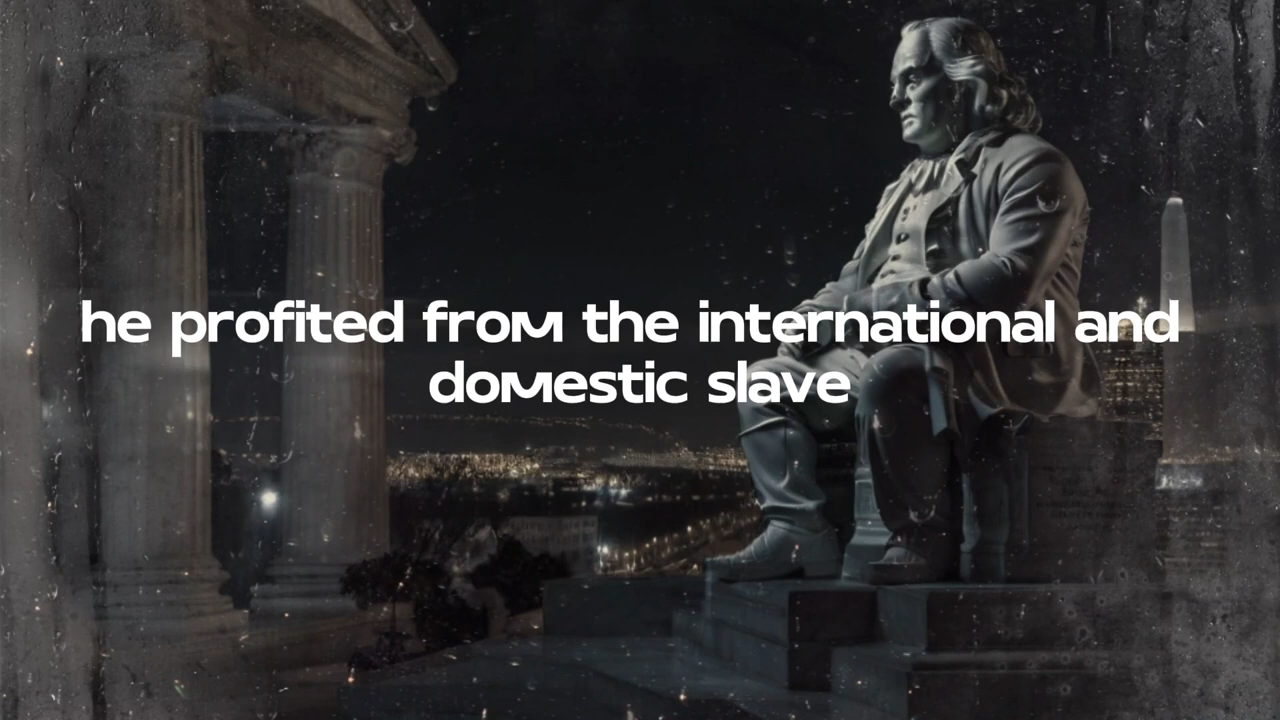 he profited from the international and
domestic slave